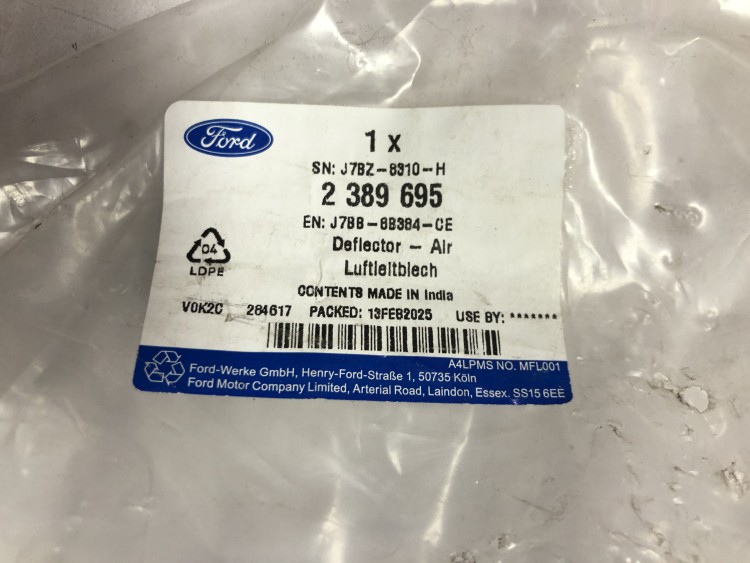 Ford
1 x
SN: J7BZ-8310-H
2 389 695
EN: J7BB-8B384-CE
Deflector - Air
Luftleitblech
CONTENTS MADE IN India
04
LDPE
V0K2C 284617 PACKED: 13FEB2025 USE BY: *******
A4LPMS NO. MFL001
Ford-Werke GmbH, Henry-Ford-Straße 1, 50735 Köln
Ford Motor Company Limited, Arterial Road, Laindon, Essex. SS15 6EE